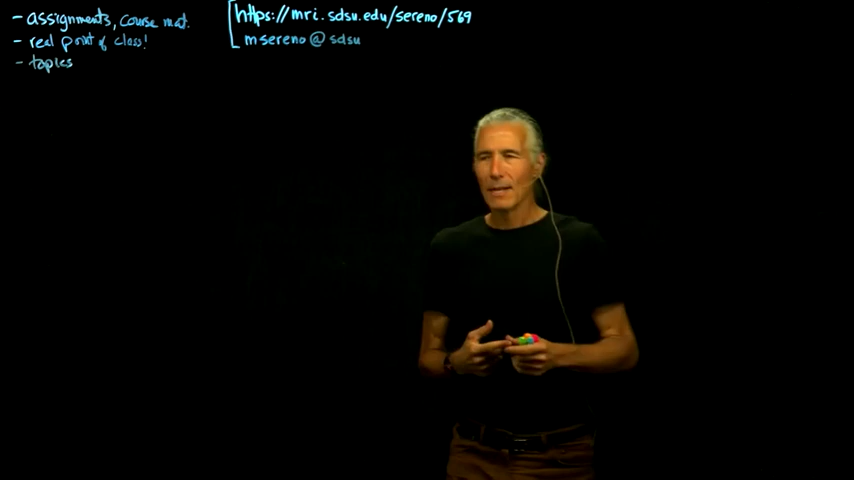 - assignments, course mat.
- real point of class!
- topics
https://mri.sdsu.edu/sereno/569
msereno@sdsu